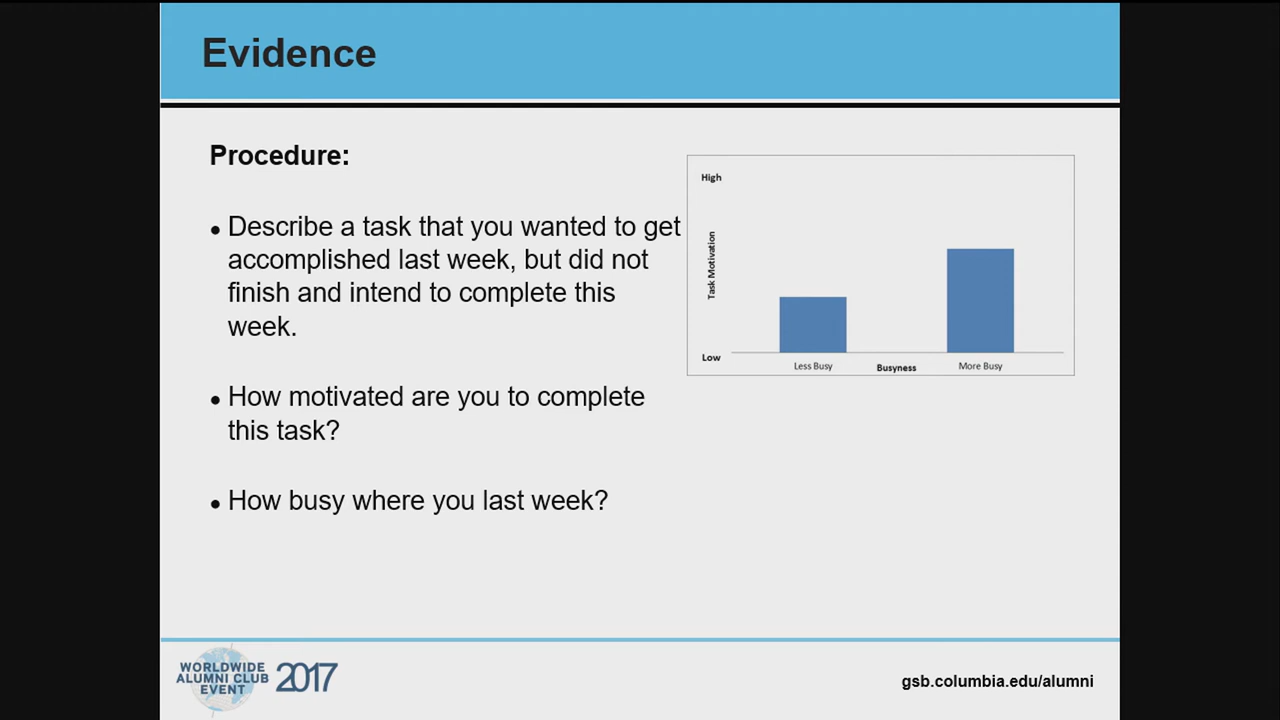 Evidence
Procedure:
● Describe a task that you wanted to get
accomplished last week, but did not
finish and intend to complete this
week.
● How motivated are you to complete
this task?
● How busy where you last week?
High
Task Motivation
Low
Less Busy
Busyness
More Busy
WORLDWIDE
ALUMNI CLUB
EVENT
2017
gsb.columbia.edu/alumni